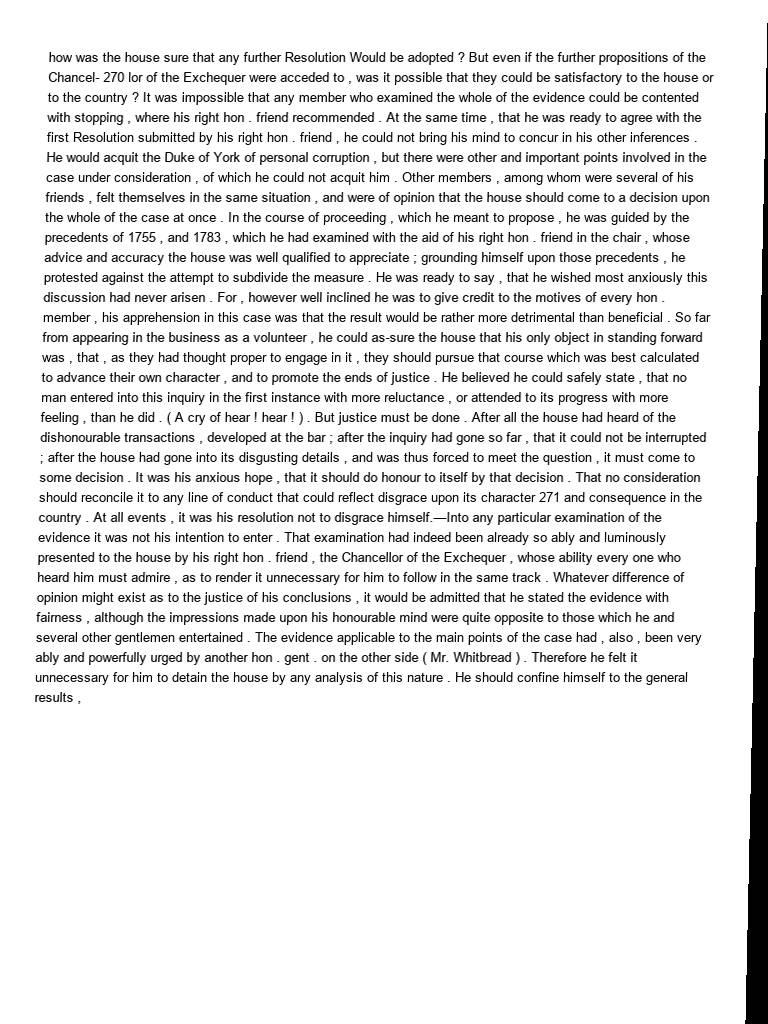 how was the house sure that any further Resolution Would be adopted ? But even if the further propositions of the
Chancel- 270 lor of the Exchequer were acceded to , was it possible that they could be satisfactory to the house or
to the country ? It was impossible that any member who examined the whole of the evidence could be contented
with stopping , where his right hon . friend recommended . At the same time , that he was ready to agree with the
first Resolution submitted by his right hon . friend , he could not bring his mind to concur in his other inferences .
He would acquit the Duke of York of personal corruption , but there were other and important points involved in the
case under consideration , of which he could not acquit him . Other members , among whom were several of his
friends , felt themselves in the same situation , and were of opinion that the house should come to a decision upon
the whole of the case at once . In the course of proceeding , which he meant to propose , he was guided by the
precedents of 1755 , and 1783 , which he had examined with the aid of his right hon . friend in the chair , whose
advice and accuracy the house was well qualified to appreciate ; grounding himself upon those precedents , he
protested against the attempt to subdivide the measure . He was ready to say , that he wished most anxiously this
discussion had never arisen . For , however well inclined he was to give credit to the motives of every hon .
member , his apprehension in this case was that the result would be rather more detrimental than beneficial . So far
from appearing in the business as a volunteer , he could as-sure the house that his only object in standing forward
was , that , as they had thought proper to engage in it , they should pursue that course which was best calculated
to advance their own character , and to promote the ends of justice . He believed he could safely state , that no
man entered into this inquiry in the first instance with more reluctance , or attended to its progress with more
feeling , than he did . ( A cry of hear ! hear ! ) . But justice must be done . After all the house had heard of the
dishonourable transactions , developed at the bar ; after the inquiry had gone so far , that it could not be interrupted
; after the house had gone into its disgusting details , and was thus forced to meet the question , it must come to
some decision . It was his anxious hope , that it should do honour to itself by that decision . That no consideration
should reconcile it to any line of conduct that could reflect disgrace upon its character 271 and consequence in the
country . At all events , it was his resolution not to disgrace himself.—Into any particular examination of the
evidence it was not his intention to enter . That examination had indeed been already so ably and luminously
presented to the house by his right hon . friend , the Chancellor of the Exchequer , whose ability every one who
heard him must admire , as to render it unnecessary for him to follow in the same track . Whatever difference of
opinion might exist as to the justice of his conclusions , it would be admitted that he stated the evidence with
fairness , although the impressions made upon his honourable mind were quite opposite to those which he and
several other gentlemen entertained . The evidence applicable to the main points of the case had , also , been very
ably and powerfully urged by another hon . gent . on the other side ( Mr. Whitbread ) . Therefore he felt it
unnecessary for him to detain the house by any analysis of this nature . He should confine himself to the general
results ,